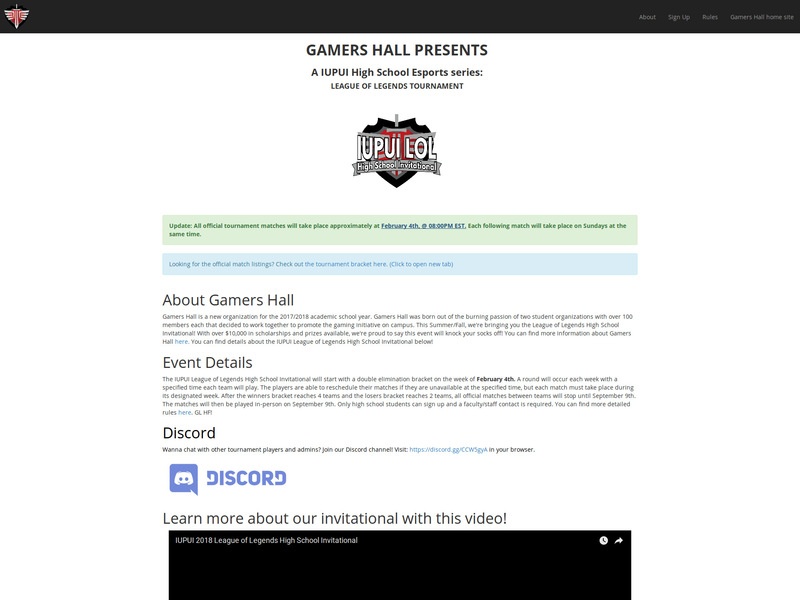 About Sign Up Rules Gamers Hall home site
GAMERS HALL PRESENTS
A IUPUI High School Esports series:
LEAGUE OF LEGENDS TOURNAMENT
IUPUI LOL
High School Invitational
Update: All official tournament matches will take place approximately at February 4th, @ 08:00PM EST. Each following match will take place on Sundays at the
same time.
Looking for the official match listings? Check out the tournament bracket here. (Click to open new tab)
About Gamers Hall
Gamers Hall is a new organization for the 2017/2018 academic school year. Gamers Hall was born out of the burning passion of two student organizations with over 100
members each that decided to work together to promote the gaming initiative on campus. This Summer/Fall, we're bringing you the League of Legends High School
Invitational! With over $10,000 in scholarships and prizes available, we're proud to say this event will knock your socks off! You can find more information about Gamers
Hall here. You can find details about the IUPUI League of Legends High School Invitational below!
Event Details
The IUPUI League of Legends High School Invitational will start with a double elimination bracket on the week of February 4th. A round will occur each week with a
specified time each team will play. The players are able to reschedule their matches if they are unavailable at the specified time, but each match must take place during
its designated week. After the winners bracket reaches 4 teams and the losers bracket reaches 2 teams, all official matches between teams will stop until September 9th.
The matches will then be played in-person on September 9th. Only high school students can sign up and a faculty/staff contact is required. You can find more detailed
rules here. GL HF!
Discord
Wanna chat with other tournament players and admins? Join our Discord channel! Visit: https://discord.gg/CCW5gyA in your browser.
DISCORD
Learn more about our invitational with this video!
IUPUI 2018 League of Legends High School Invitational